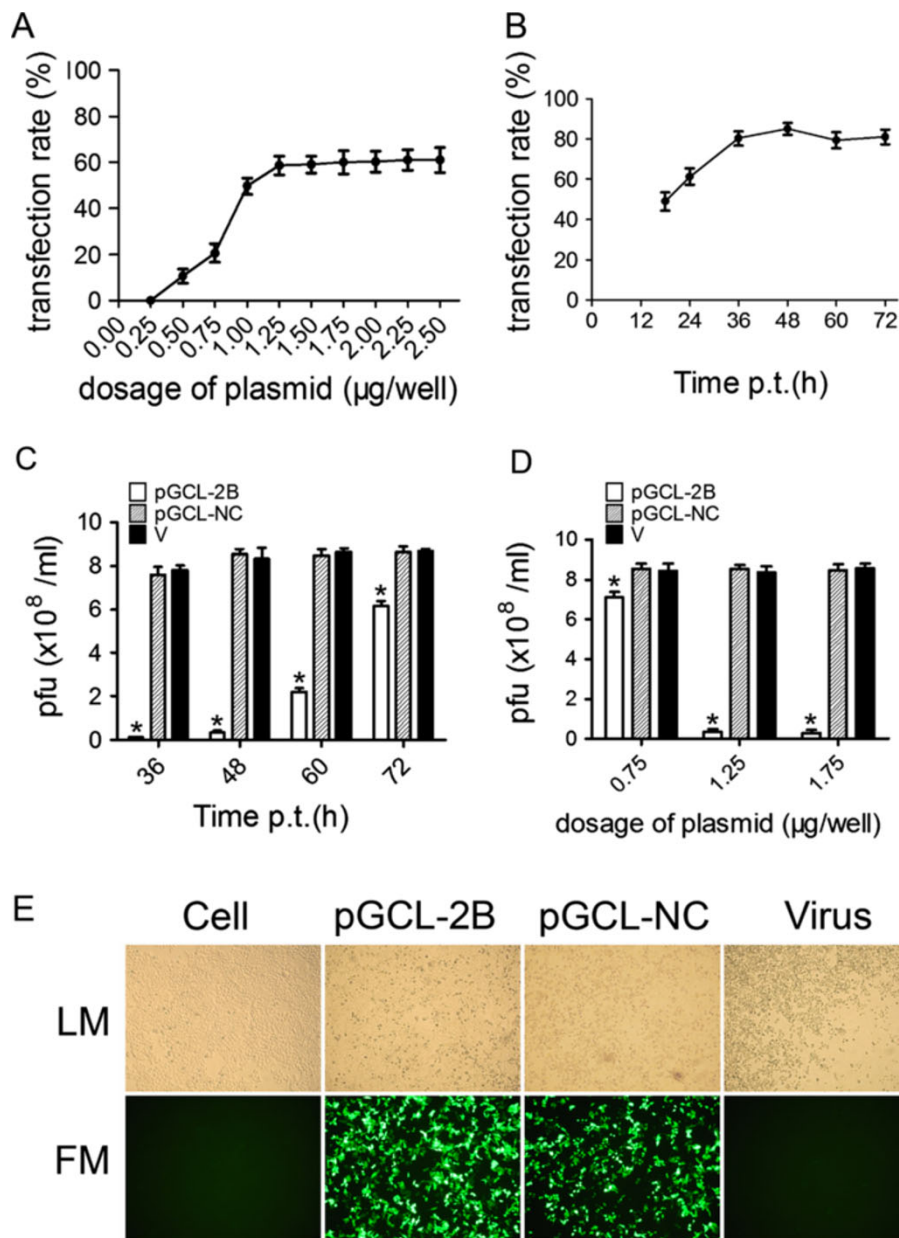 A
transfection rate (%)
100
80
60
40
20
0
0.00 0.25 0.50 0.75 1.00 1.25 1.50 1.75 2.00 2.25 2.50
dosage of plasmid (μg/well)
B
transfection rate (%)
100
80
60
40
20
0
0 12 24 36 48 60 72
Time p.t.(h)
C
pGCL-2B
pGCL-NC
V
pfu (x10⁸ /ml)
10
8
6
4
2
0
* * * *
36 48 60 72
Time p.t.(h)
D
pGCL-2B
pGCL-NC
V
pfu (x10⁸ /ml)
10
8
6
4
2
0
* * *
0.75 1.25 1.75
dosage of plasmid (μg/well)
E
Cell pGCL-2B pGCL-NC Virus
LM
FM